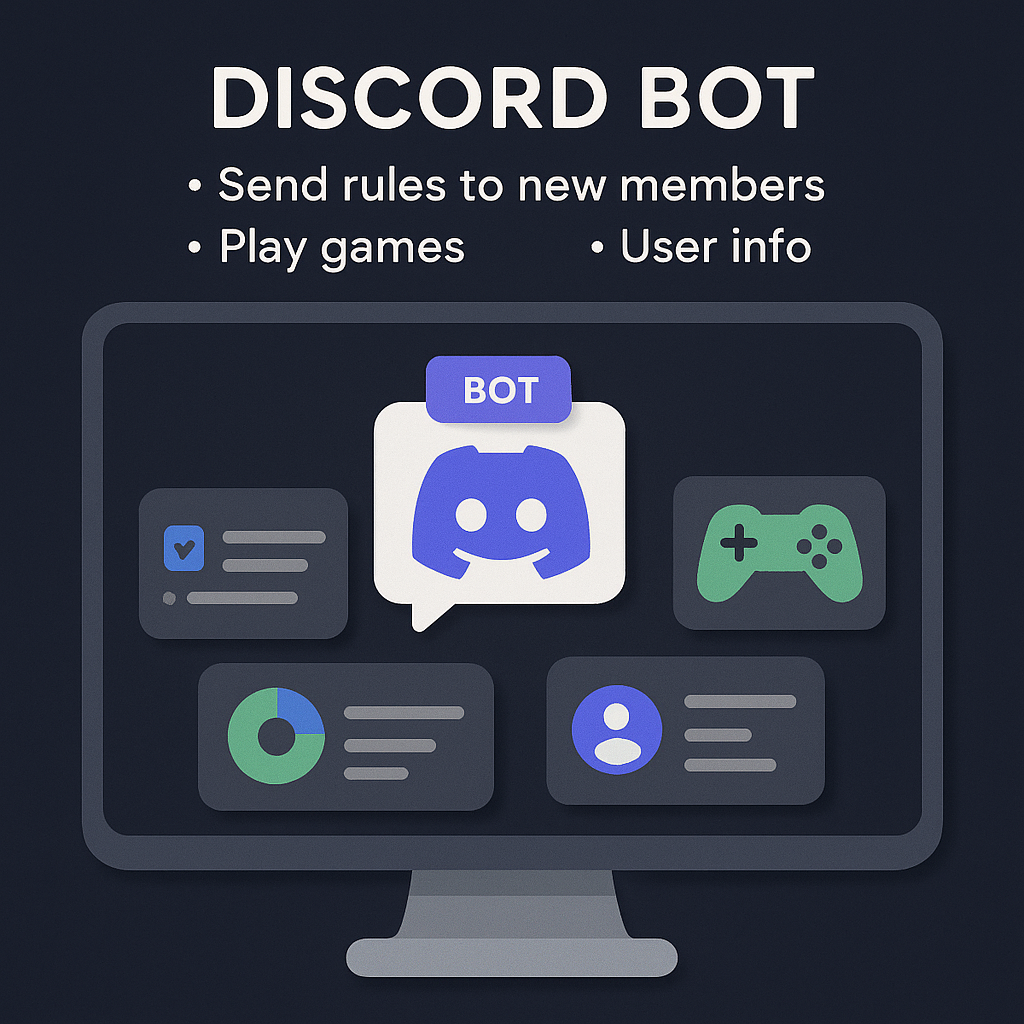 DISCORD BOT
• Send rules to new members
• Play games • User info
BOT